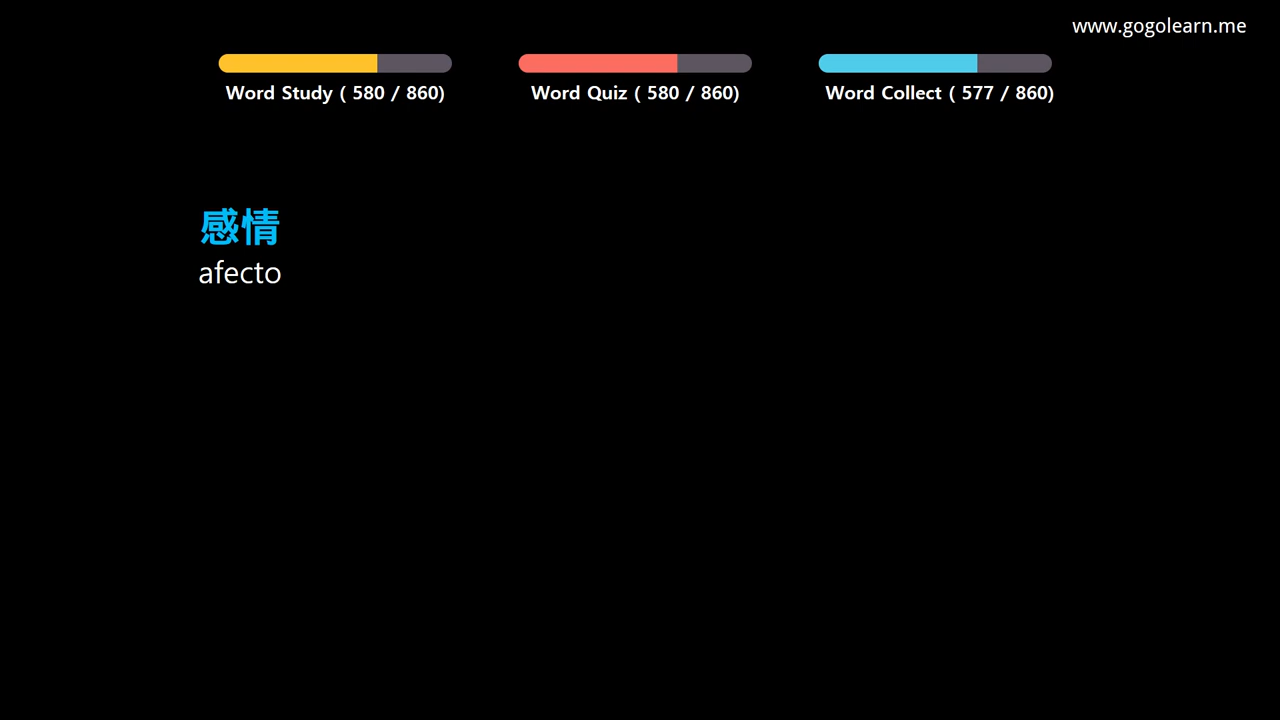 www.gogolearn.me
Word Study ( 580 / 860)
Word Quiz ( 580 / 860)
Word Collect ( 577 / 860)
感情
afecto